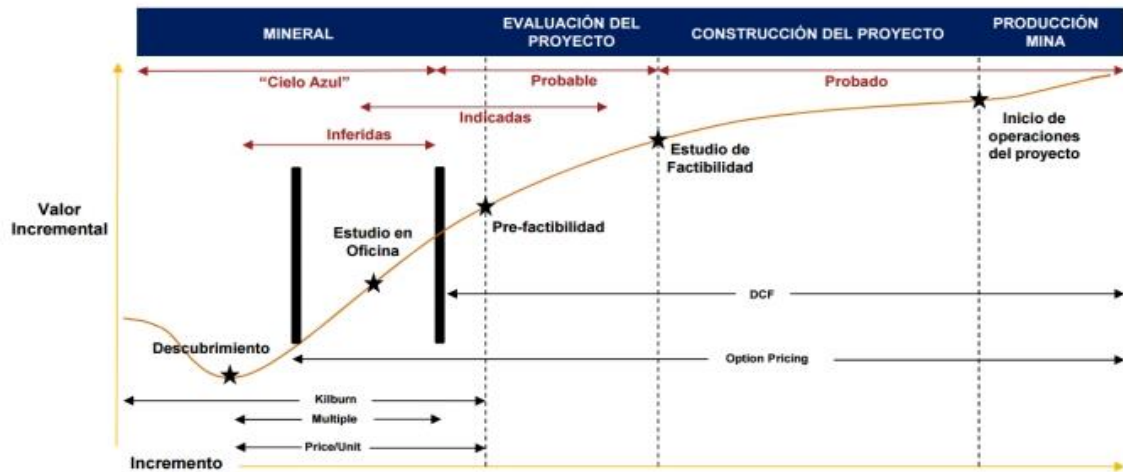 MINERAL
EVALUACIÓN DEL
PROYECTO
CONSTRUCCIÓN DEL PROYECTO
PRODUCCIÓN
MINA
“Cielo Azul”
Probable
Probado
Indicadas
Inferidas
Inicio de
operaciones
del proyecto
Estudio de
Factibilidad
Valor
Incremental
Estudio en
Oficina
Pre-factibilidad
DCF
Descubrimiento
Option Pricing
Kilburn
Multiple
Price/Unit
Incremento